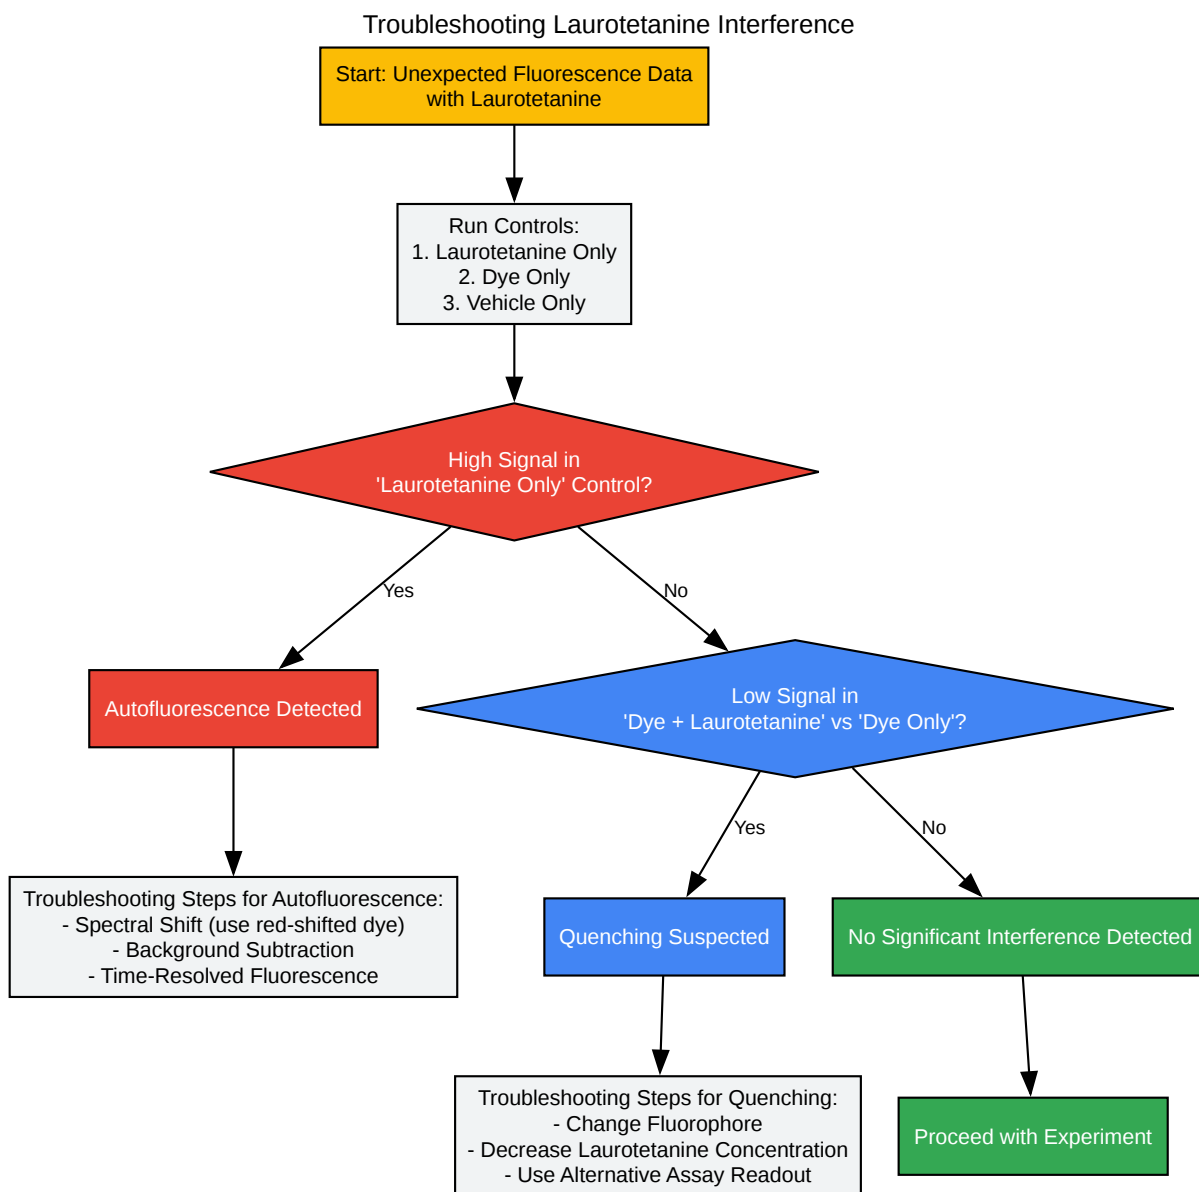 Troubleshooting Laurotetanine Interference
Start: Unexpected Fluorescence Data
with Laurotetanine
Run Controls:
1. Laurotetanine Only
2. Dye Only
3. Vehicle Only
High Signal in
'Laurotetanine Only' Control?
Yes
No
Autofluorescence Detected
Low Signal in
'Dye + Laurotetanine' vs 'Dye Only'?
Yes
No
Troubleshooting Steps for Autofluorescence:
- Spectral Shift (use red-shifted dye)
- Background Subtraction
- Time-Resolved Fluorescence
Quenching Suspected
No Significant Interference Detected
Troubleshooting Steps for Quenching:
- Change Fluorophore
- Decrease Laurotetanine Concentration
- Use Alternative Assay Readout
Proceed with Experiment